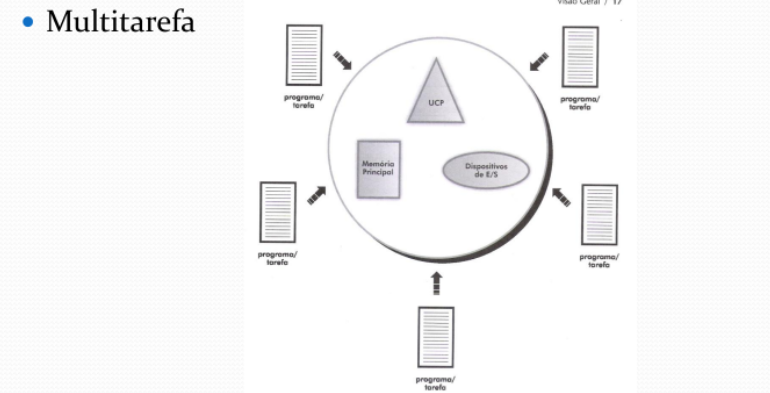 • Multitarefa
Visão Geral / 17
programa/
tarefa
programa/
tarefa
UCP
Memória
Principal
Dispositivos
de E/S
programa/
tarefa
programa/
tarefa
programa/
tarefa